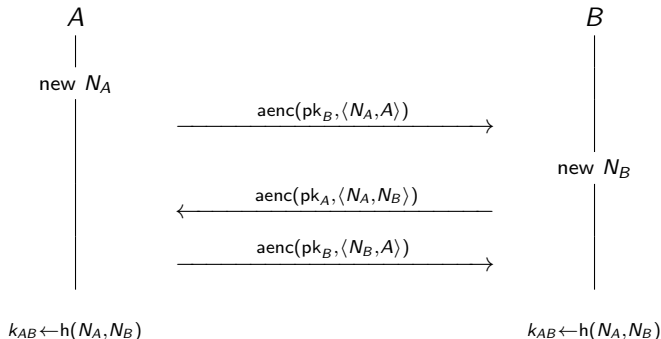 A B
new N_A
aenc(pk_B,⟨N_A,A⟩)
new N_B
aenc(pk_A,⟨N_A,N_B⟩)
aenc(pk_B,⟨N_B,A⟩)
k_AB←h(N_A,N_B) k_AB←h(N_A,N_B)